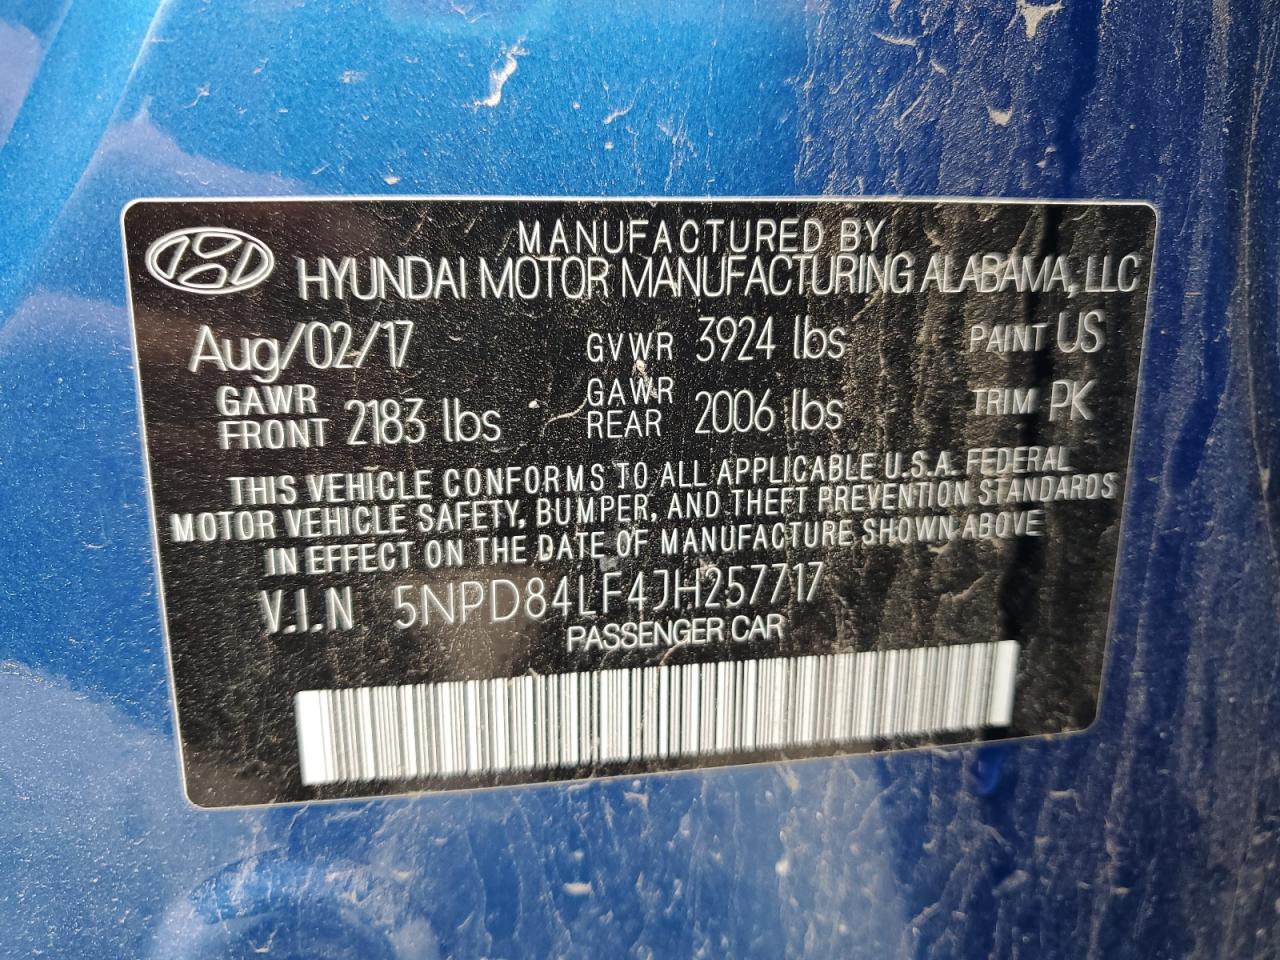 MANUFACTURED BY
HYUNDAI MOTOR MANUFACTURING ALABAMA, LLC
Aug/02/17 GVWR 3924 lbs PAINT US
GAWR FRONT 2183 lbs GAWR REAR 2006 lbs TRIM PK
THIS VEHICLE CONFORMS TO ALL APPLICABLE U.S.A. FEDERAL
MOTOR VEHICLE SAFETY, BUMPER, AND THEFT PREVENTION STANDARDS
IN EFFECT ON THE DATE OF MANUFACTURE SHOWN ABOVE
V.I.N 5NPD84LF4JH257717
PASSENGER CAR